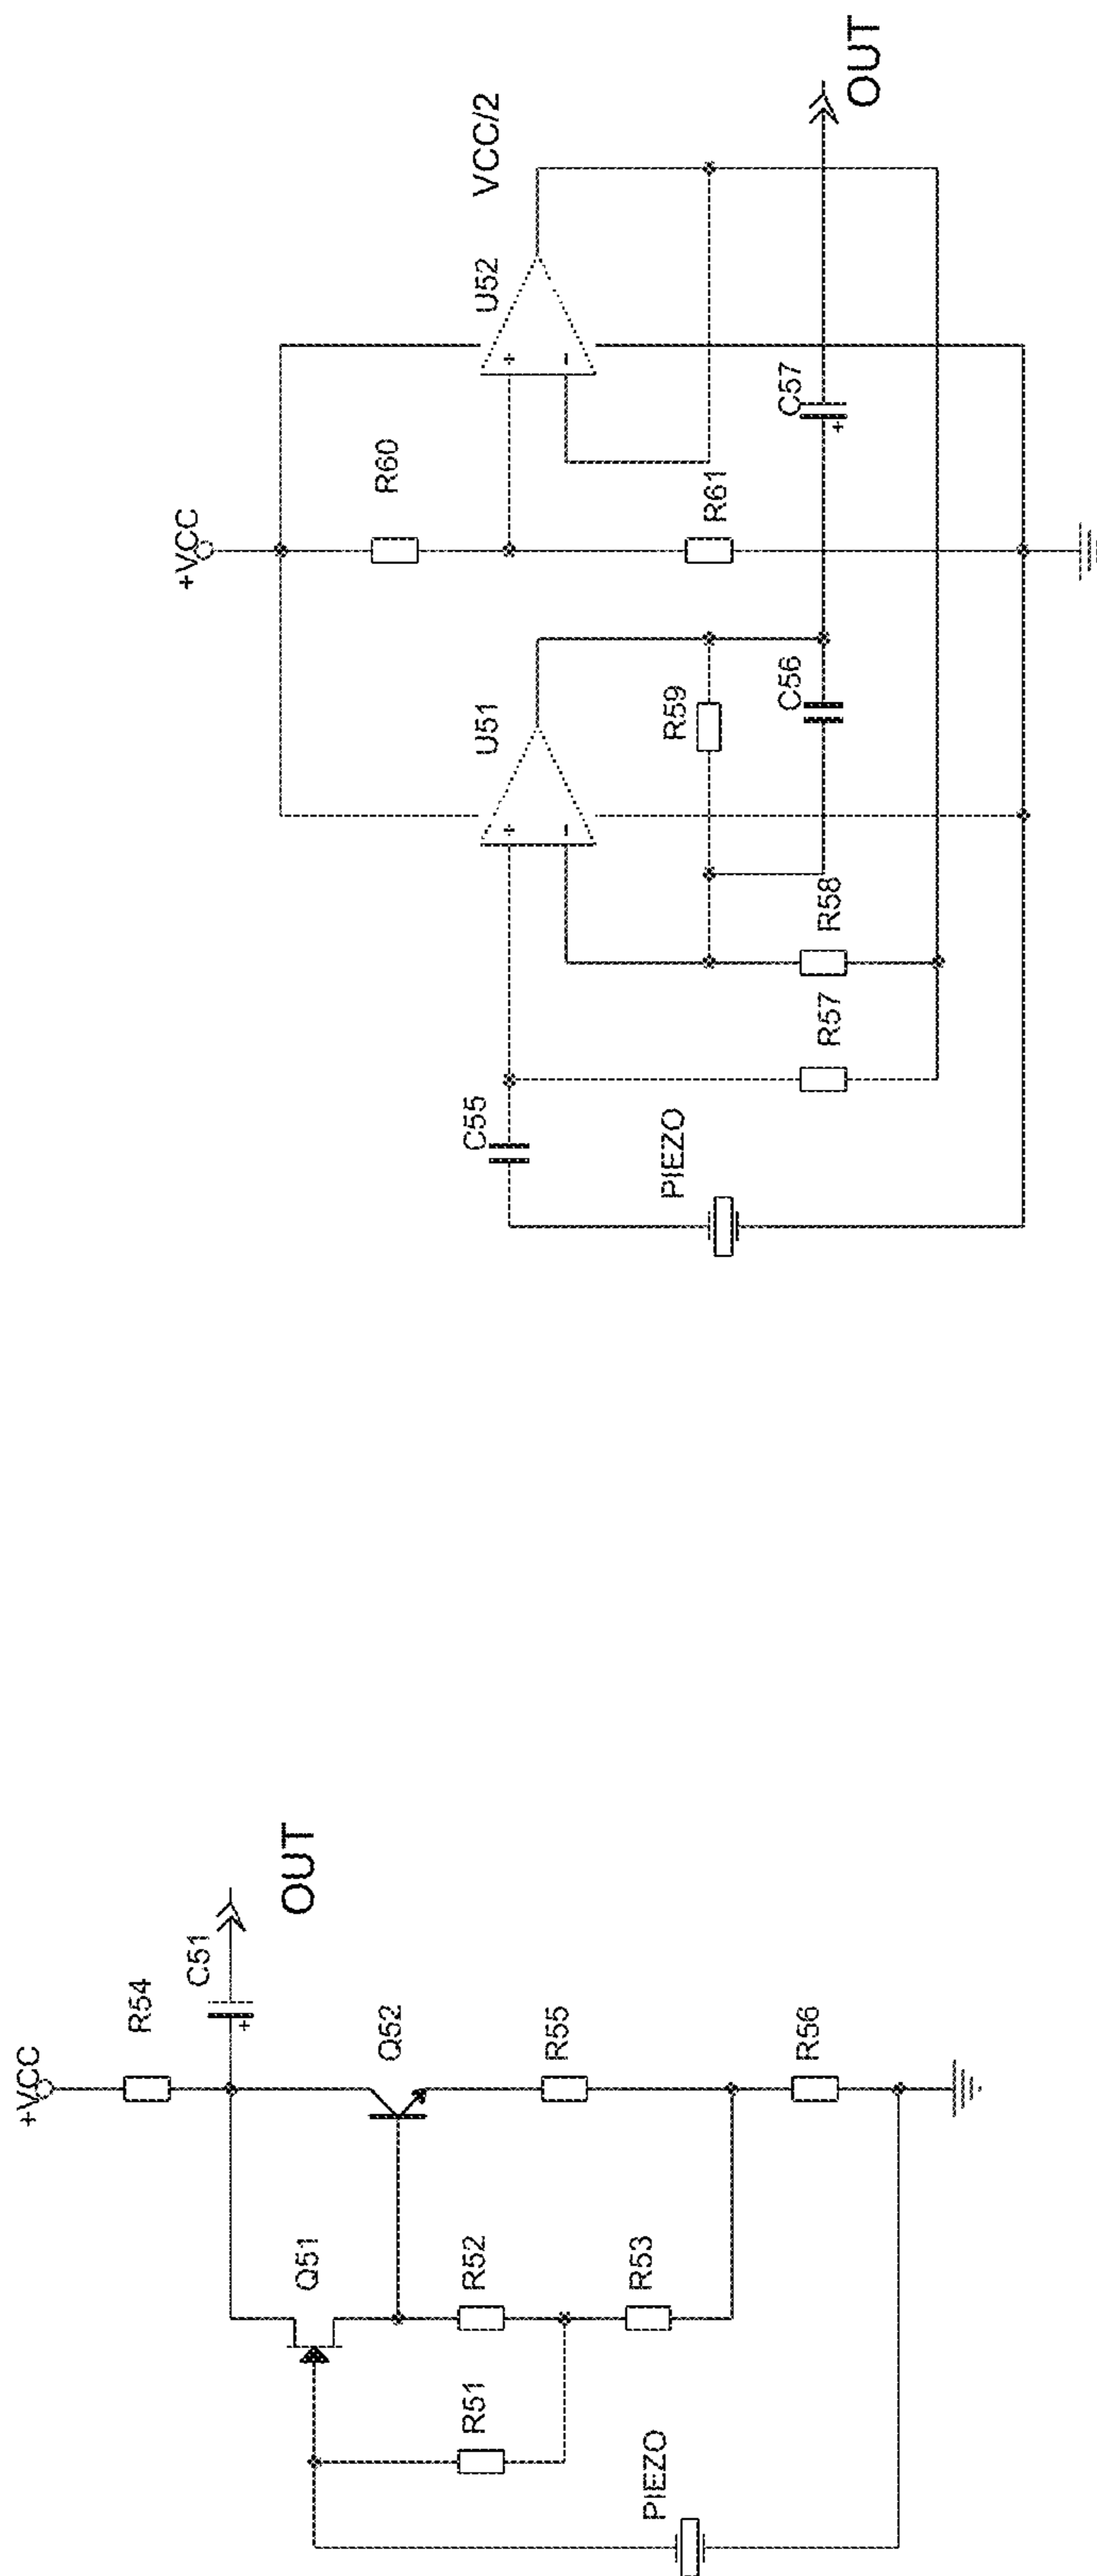 +VCC
R60
U52
VCC/2
U51
R59
R61
C55
C56
C57
OUT
R57
R58
PIEZO
+
-
+
-
+
+VCC
R54
C51
+
OUT
Q51
Q52
R51
R52
R55
R53
PIEZO
R56